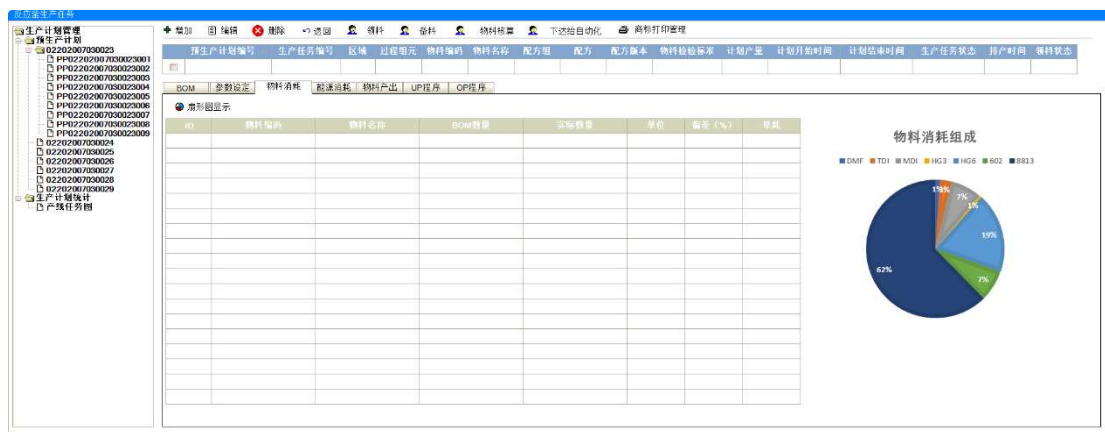 反应釜生产任务
生产计划管理
预生产计划
02202007030023
PP02202007030023001
PP02202007030023002
PP02202007030023003
PP02202007030023004
PP02202007030023005
PP02202007030023006
PP02202007030023007
PP02202007030023008
PP02202007030023009
02202007030024
02202007030025
02202007030026
02202007030027
02202007030028
02202007030029
生产计划统计
产线任务图
增加 编辑 删除 退回 领料 备料 物料核算 下达给自动化 商标打印管理
预生产计划编号 生产任务编号 区域 过程组元 物料编码 物料名称 配方组 配方 配方版本 物料检验标准 计划产量 计划开始时间 计划结束时间 生产任务状态 排产时间 领料状态
BOM 参数设定 物料消耗 能源消耗 物料产出 UP程序 OP程序
扇形图显示
ID 物料编码 物料名称 BOM数量 实际数量 单位 偏差(%) 单耗
物料消耗组成
DMF TDI MDI HG3 HG6 602 8813
1% 3% 7%
1%
19%
62%
7%